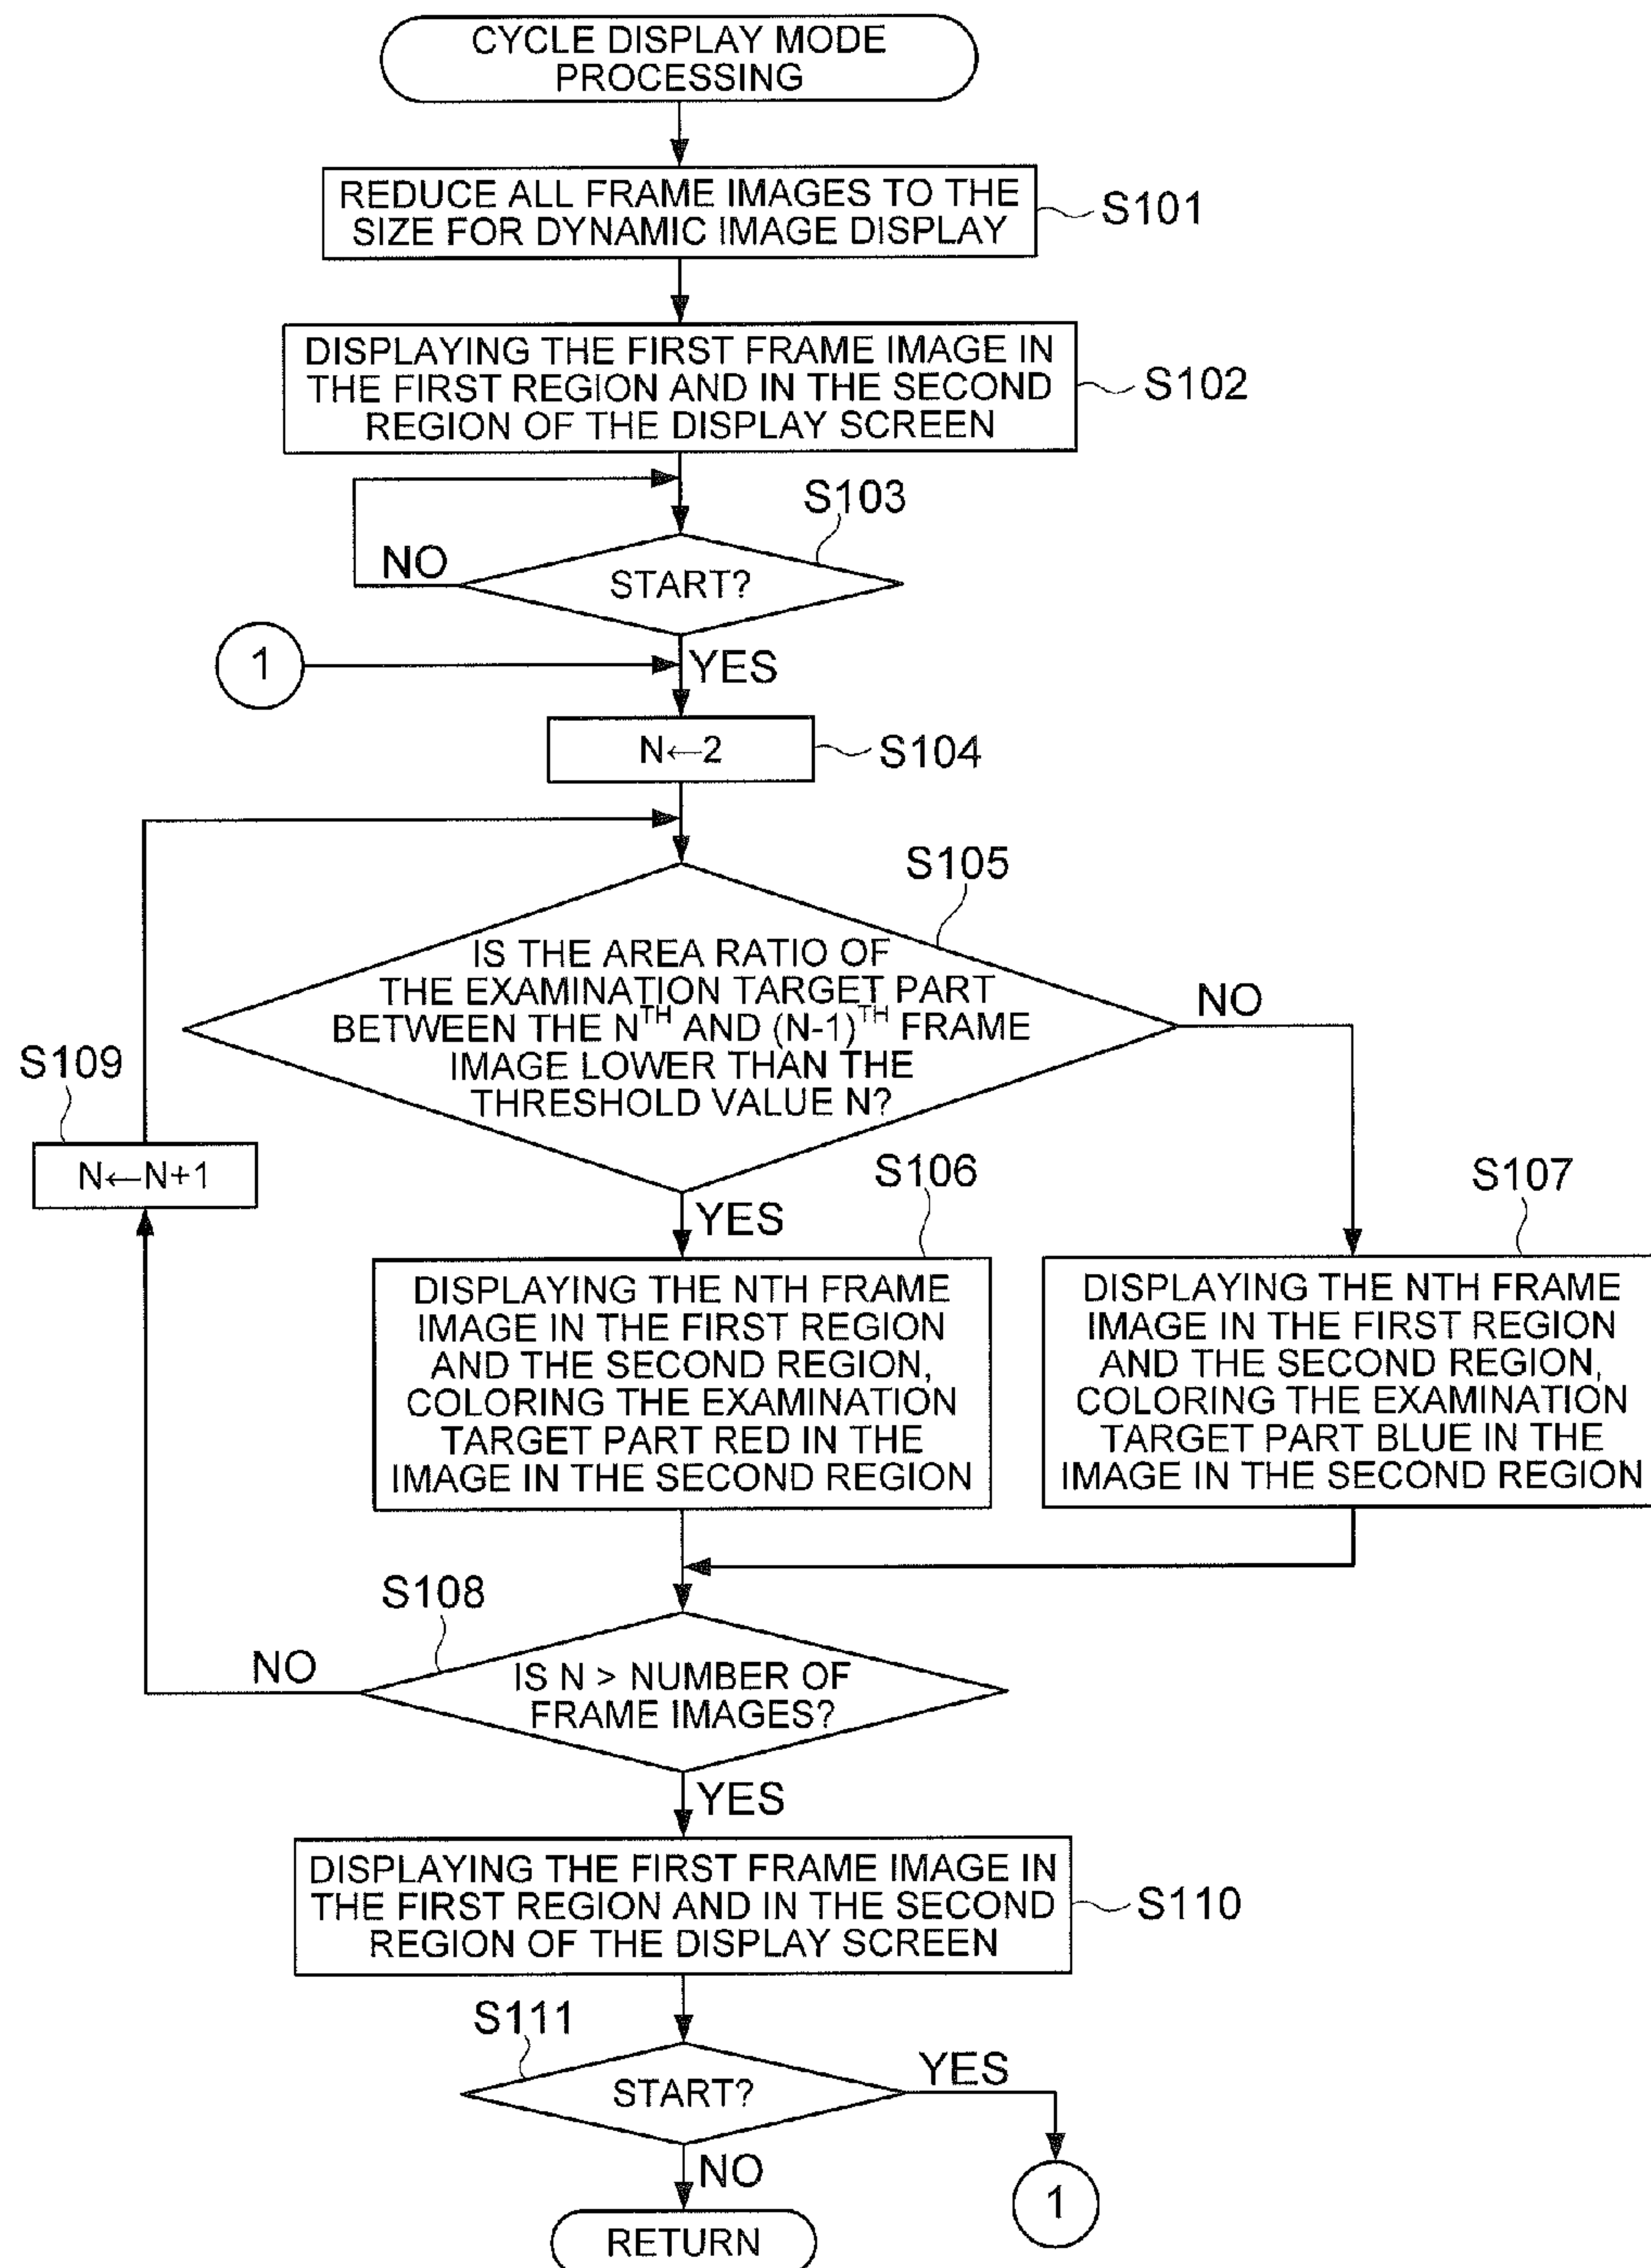 CYCLE DISPLAY MODE
PROCESSING
REDUCE ALL FRAME IMAGES TO THE
SIZE FOR DYNAMIC IMAGE DISPLAY
S101
DISPLAYING THE FIRST FRAME IMAGE IN
THE FIRST REGION AND IN THE SECOND
REGION OF THE DISPLAY SCREEN
S102
S103
NO
START?
1
YES
N←2
S104
S105
IS THE AREA RATIO OF
THE EXAMINATION TARGET PART
BETWEEN THE N^TH AND (N-1)^TH FRAME
IMAGE LOWER THAN THE
THRESHOLD VALUE N?
NO
S109
N←N+1
YES
S106
S107
DISPLAYING THE NTH FRAME
IMAGE IN THE FIRST REGION
AND THE SECOND REGION,
COLORING THE EXAMINATION
TARGET PART RED IN THE
IMAGE IN THE SECOND REGION
DISPLAYING THE NTH FRAME
IMAGE IN THE FIRST REGION
AND THE SECOND REGION,
COLORING THE EXAMINATION
TARGET PART BLUE IN THE
IMAGE IN THE SECOND REGION
S108
NO
IS N > NUMBER OF
FRAME IMAGES?
YES
DISPLAYING THE FIRST FRAME IMAGE IN
THE FIRST REGION AND IN THE SECOND
REGION OF THE DISPLAY SCREEN
S110
S111
START?
YES
NO
1
RETURN